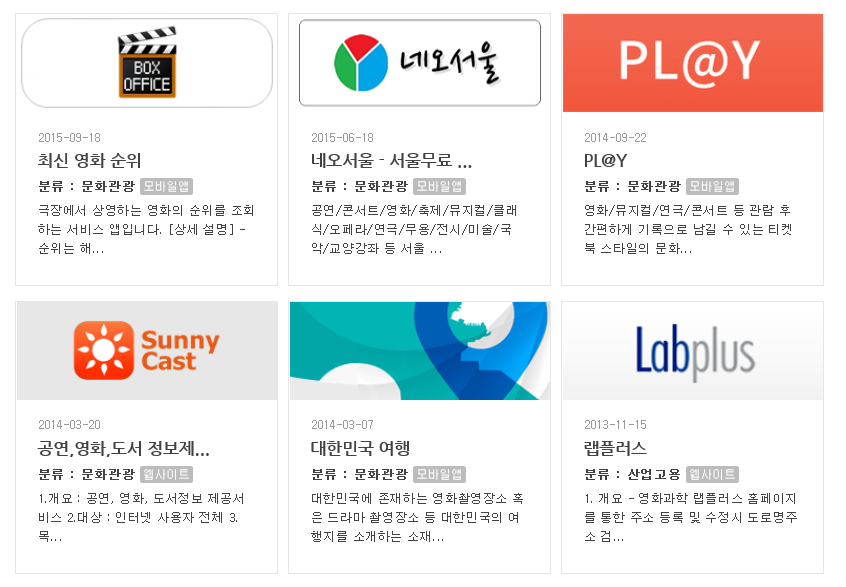 BOX
OFFICE
2015-09-18
최신 영화 순위
분류 : 문화관광 모바일앱
극장에서 상영하는 영화의 순위를 조회
하는 서비스 앱입니다. [상세 설명] -
순위는 해...
네오서울
2015-06-18
네오서울 - 서울무료 ...
분류 : 문화관광 모바일앱
공연/콘서트/영화/축제/뮤지컬/클래
식/오페라/연극/무용/전시/미술/국
악/교양강좌 등 서울 ...
PL@Y
2014-09-22
PL@Y
분류 : 문화관광 모바일앱
영화/뮤지컬/연극/콘서트 등 관람 후
간편하게 기록으로 남길 수 있는 티켓
북 스타일의 문화...
Sunny
Cast
2014-03-20
공연,영화,도서 정보제...
분류 : 문화관광 웹사이트
1.개요 : 공연, 영화, 도서정보 제공서
비스 2.대상 : 인터넷 사용자 전체 3.
목...
2014-03-07
대한민국 여행
분류 : 문화관광 모바일앱
대한민국에 존재하는 영화촬영장소 혹
은 드라마 촬영장소 등 대한민국의 여
행지를 소개하는 소재...
Labplus
2013-11-15
랩플러스
분류 : 산업고용 웹사이트
1. 개요 - 영화과학 랩플러스 홈페이지
를 통한 주소 등록 및 수정시 도로명주
소 검...